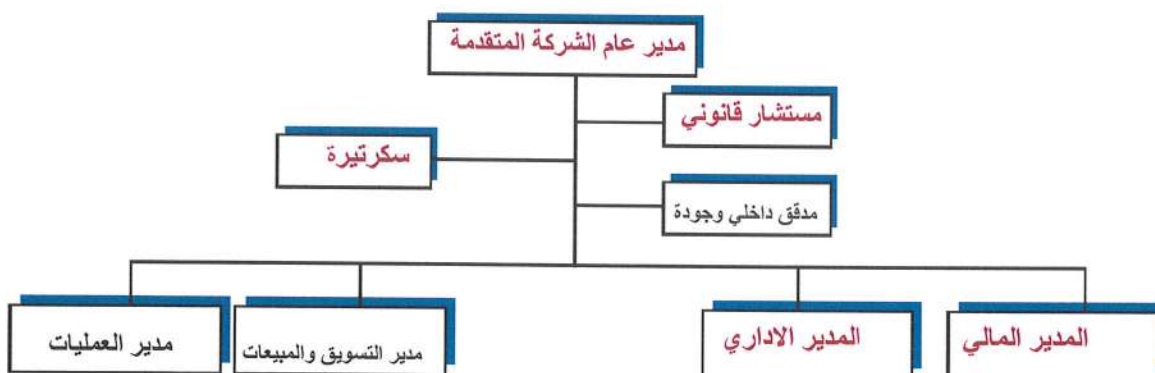 مدير عام الشركة المتقدمة
مستشار قانوني
سكرتيرة
مدقق داخلي وجودة
المدير المالي
المدير الاداري
مدير التسويق والمبيعات
مدير العمليات